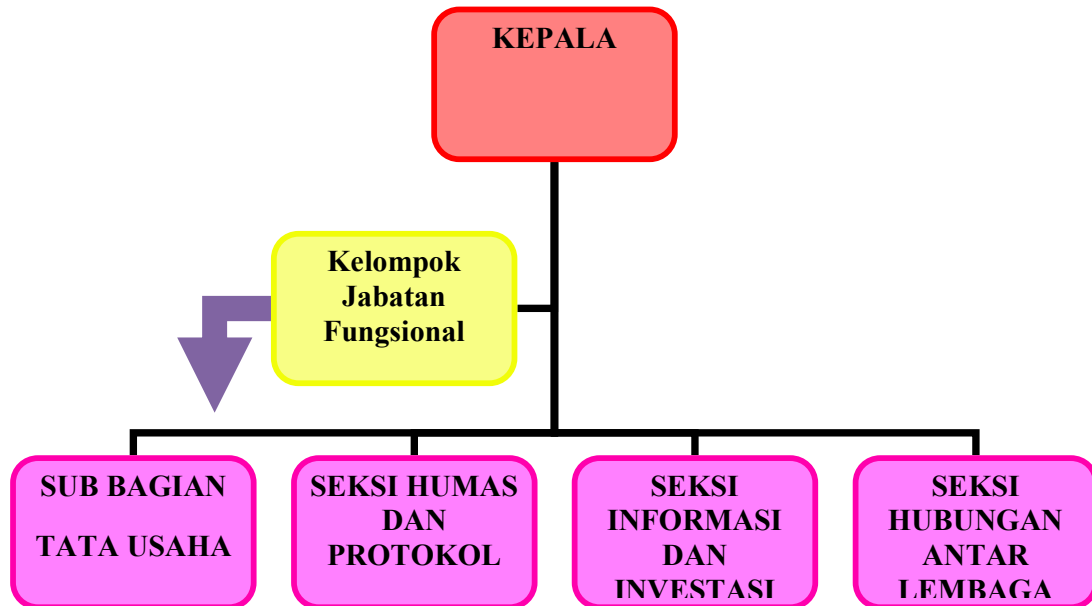 KEPALA
Kelompok
Jabatan
Fungsional
SUB BAGIAN
TATA USAHA
SEKSI HUMAS
DAN
PROTOKOL
SEKSI
INFORMASI
DAN
INVESTASI
SEKSI
HUBUNGAN
ANTAR
LEMBAGA